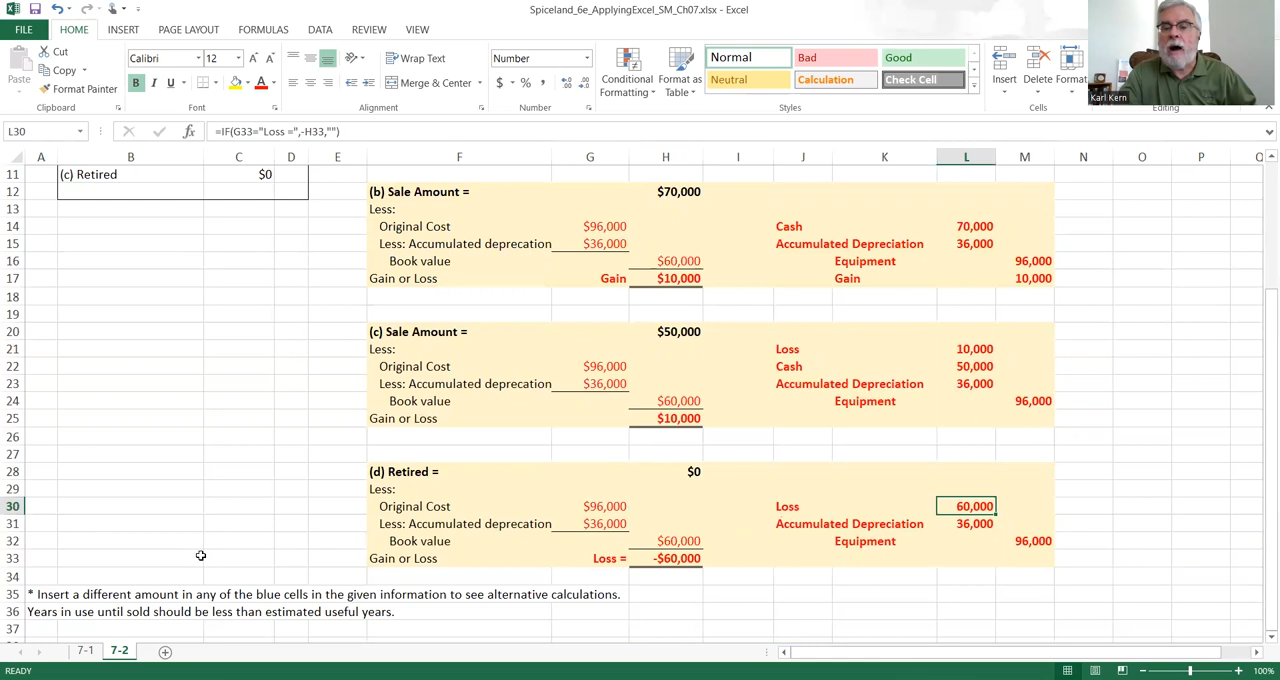 Spiceland_6e_ApplyingExcel_SM_Ch07.xlsx - Excel
FILE HOME INSERT PAGE LAYOUT FORMULAS DATA REVIEW VIEW
Paste
Cut
Copy
Format Painter
Clipboard
Calibri 12
B I U
Font
Wrap Text
Merge & Center
Alignment
Number
$ % ,
Number
Conditional Formatting
Format as Table
Normal Bad Good
Neutral Calculation Check Cell
Styles
Insert Delete Format
Cells
Editing
Karl Kern
L30 fx =IF(G33="Loss =",-H33,"")
A B C D E F G H I J K L M N O P Q
11 (c) Retired $0
12 (b) Sale Amount = $70,000
13 Less:
14 Original Cost $96,000 Cash 70,000
15 Less: Accumulated deprecation $36,000 Accumulated Depreciation 36,000
16 Book value $60,000 Equipment 96,000
17 Gain or Loss Gain $10,000 Gain 10,000
18
19
20 (c) Sale Amount = $50,000
21 Less: Loss 10,000
22 Original Cost $96,000 Cash 50,000
23 Less: Accumulated deprecation $36,000 Accumulated Depreciation 36,000
24 Book value $60,000 Equipment 96,000
25 Gain or Loss $10,000
26
27
28 (d) Retired = $0
29 Less:
30 Original Cost $96,000 Loss 60,000
31 Less: Accumulated deprecation $36,000 Accumulated Depreciation 36,000
32 Book value $60,000 Equipment 96,000
33 Gain or Loss Loss = -$60,000
34
35 * Insert a different amount in any of the blue cells in the given information to see alternative calculations.
36 Years in use until sold should be less than estimated useful years.
37
7-1 7-2
READY 100%